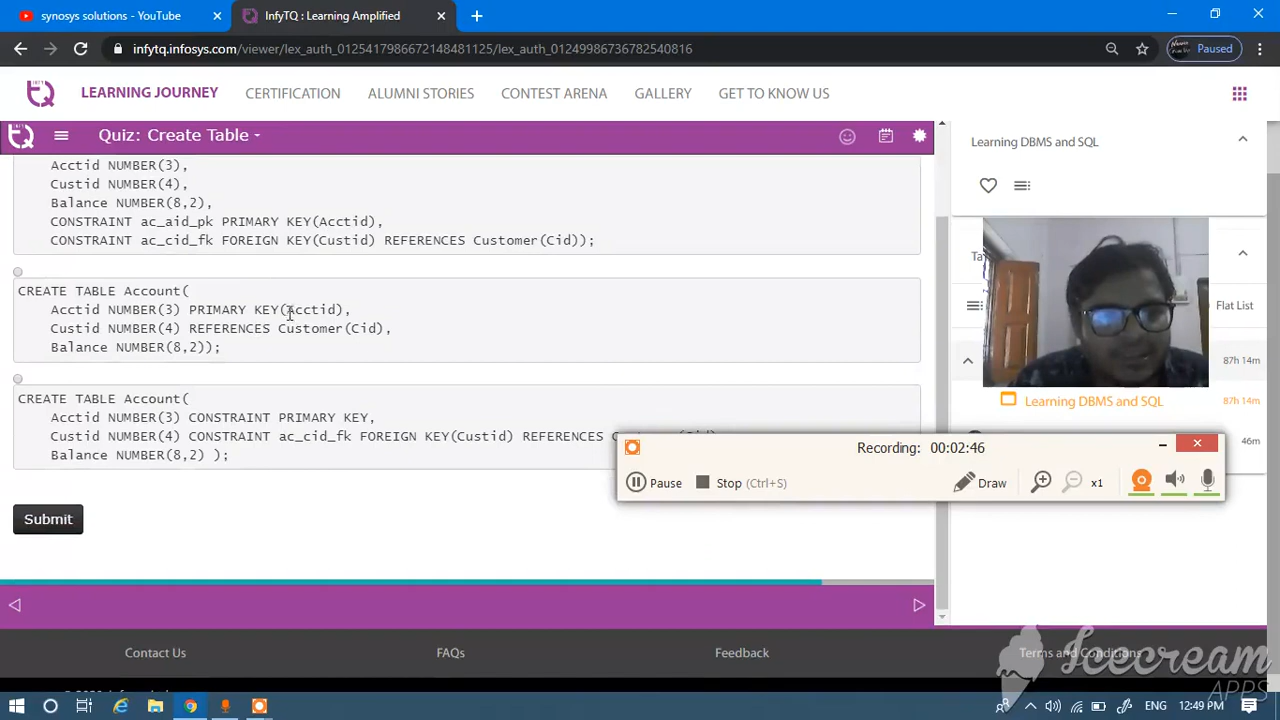 synosys solutions - YouTube
InfyTQ : Learning Amplified
infytq.infosys.com/viewer/lex_auth_012541798667214848 1125/lex_auth_01249986736782540816
Paused
LEARNING JOURNEY
CERTIFICATION
ALUMNI STORIES
CONTEST ARENA
GALLERY
GET TO KNOW US
Quiz: Create Table
Learning DBMS and SQL
Acctid NUMBER(3),
Custid NUMBER(4),
Balance NUMBER(8,2),
CONSTRAINT ac_aid_pk PRIMARY KEY(Acctid),
CONSTRAINT ac_cid_fk FOREIGN KEY(Custid) REFERENCES Customer(Cid));
CREATE TABLE Account(
Acctid NUMBER(3) PRIMARY KEY(Acctid),
Custid NUMBER(4) REFERENCES Customer(Cid),
Balance NUMBER(8,2));
CREATE TABLE Account(
Acctid NUMBER(3) CONSTRAINT PRIMARY KEY,
Custid NUMBER(4) CONSTRAINT ac_cid_fk FOREIGN KEY(Custid) REFERENCES
Balance NUMBER(8,2) );
Submit
Flat List
87h 14m
Learning DBMS and SQL
87h 14m
46m
Recording: 00:02:46
Pause
Stop (Ctrl+S)
Draw
x1
Contact Us
FAQs
Feedback
Terms and Conditions
Icecream
APPS
ENG
12:49 PM